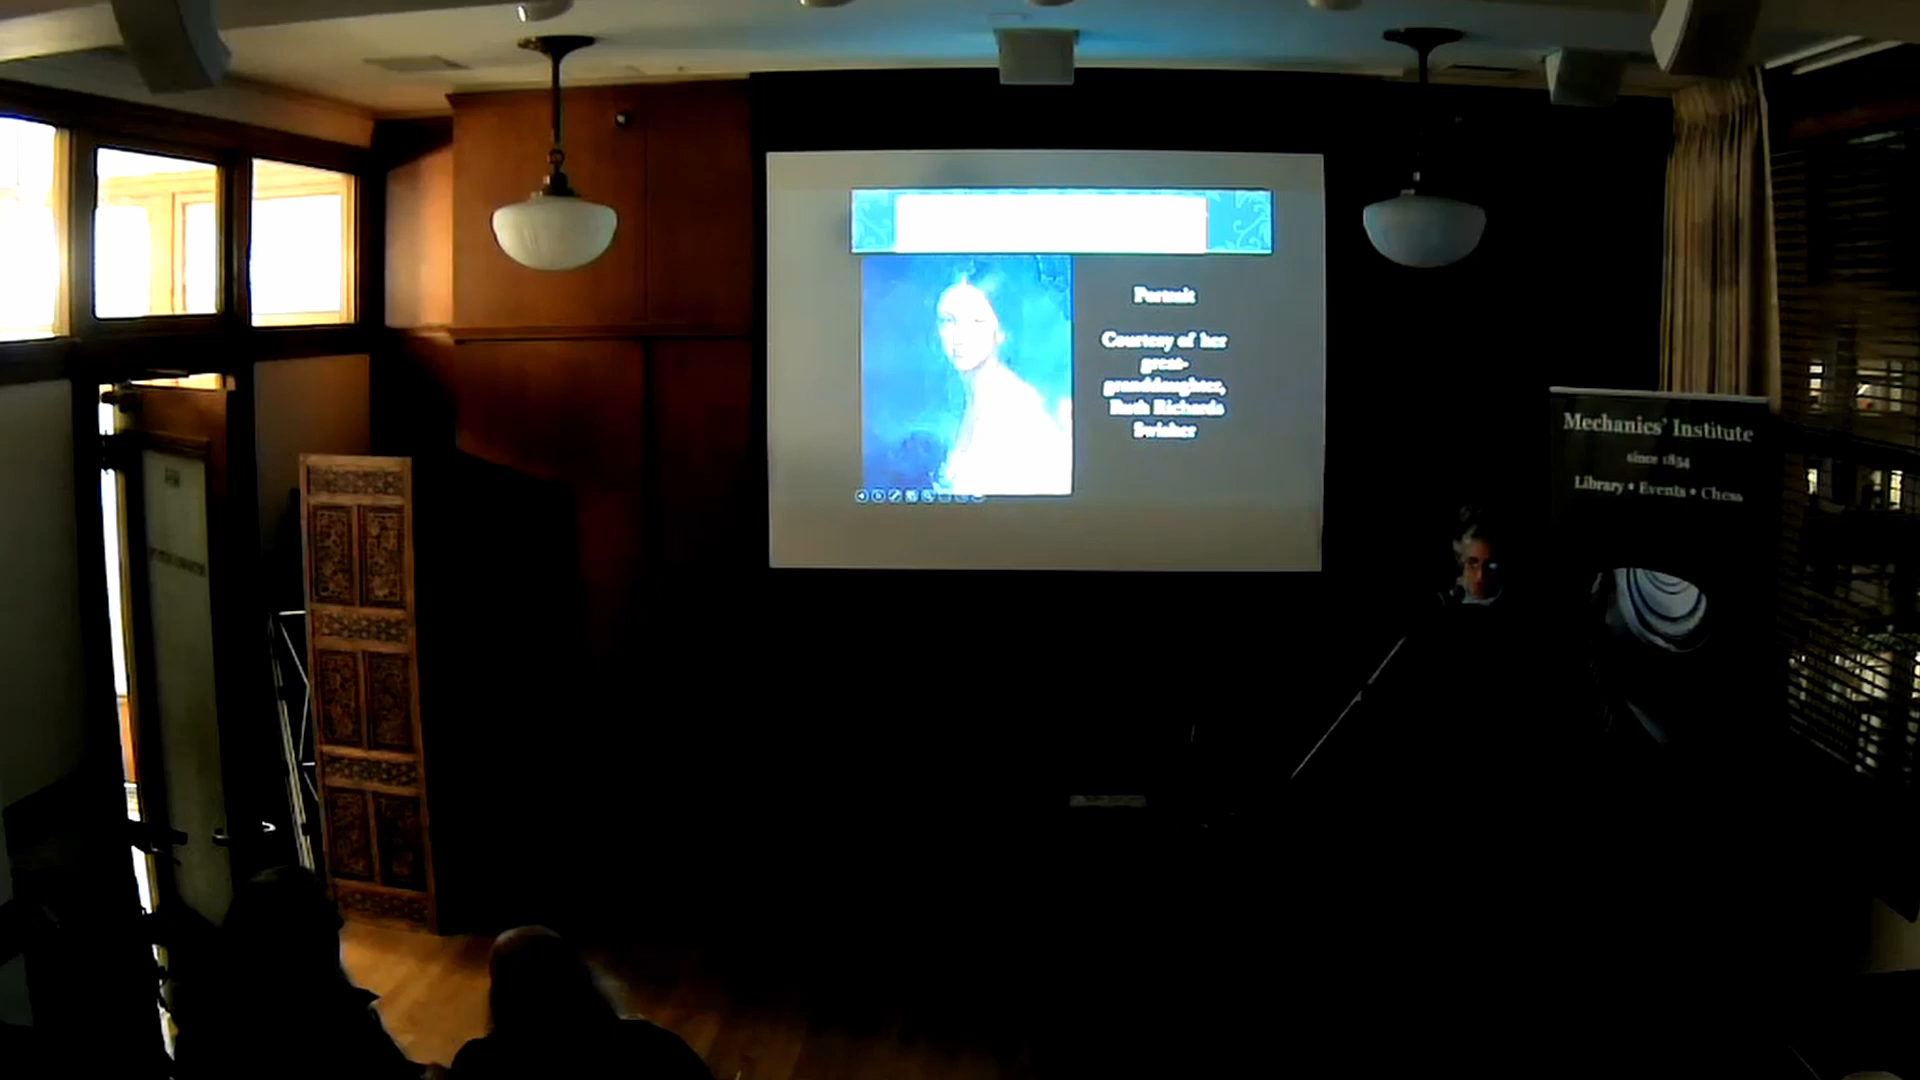 Portrait
Courtesy of her
great-
granddaughter,
Ruth Richards
Swisher
Mechanics' Institute
since 1854
Library • Events • Chess